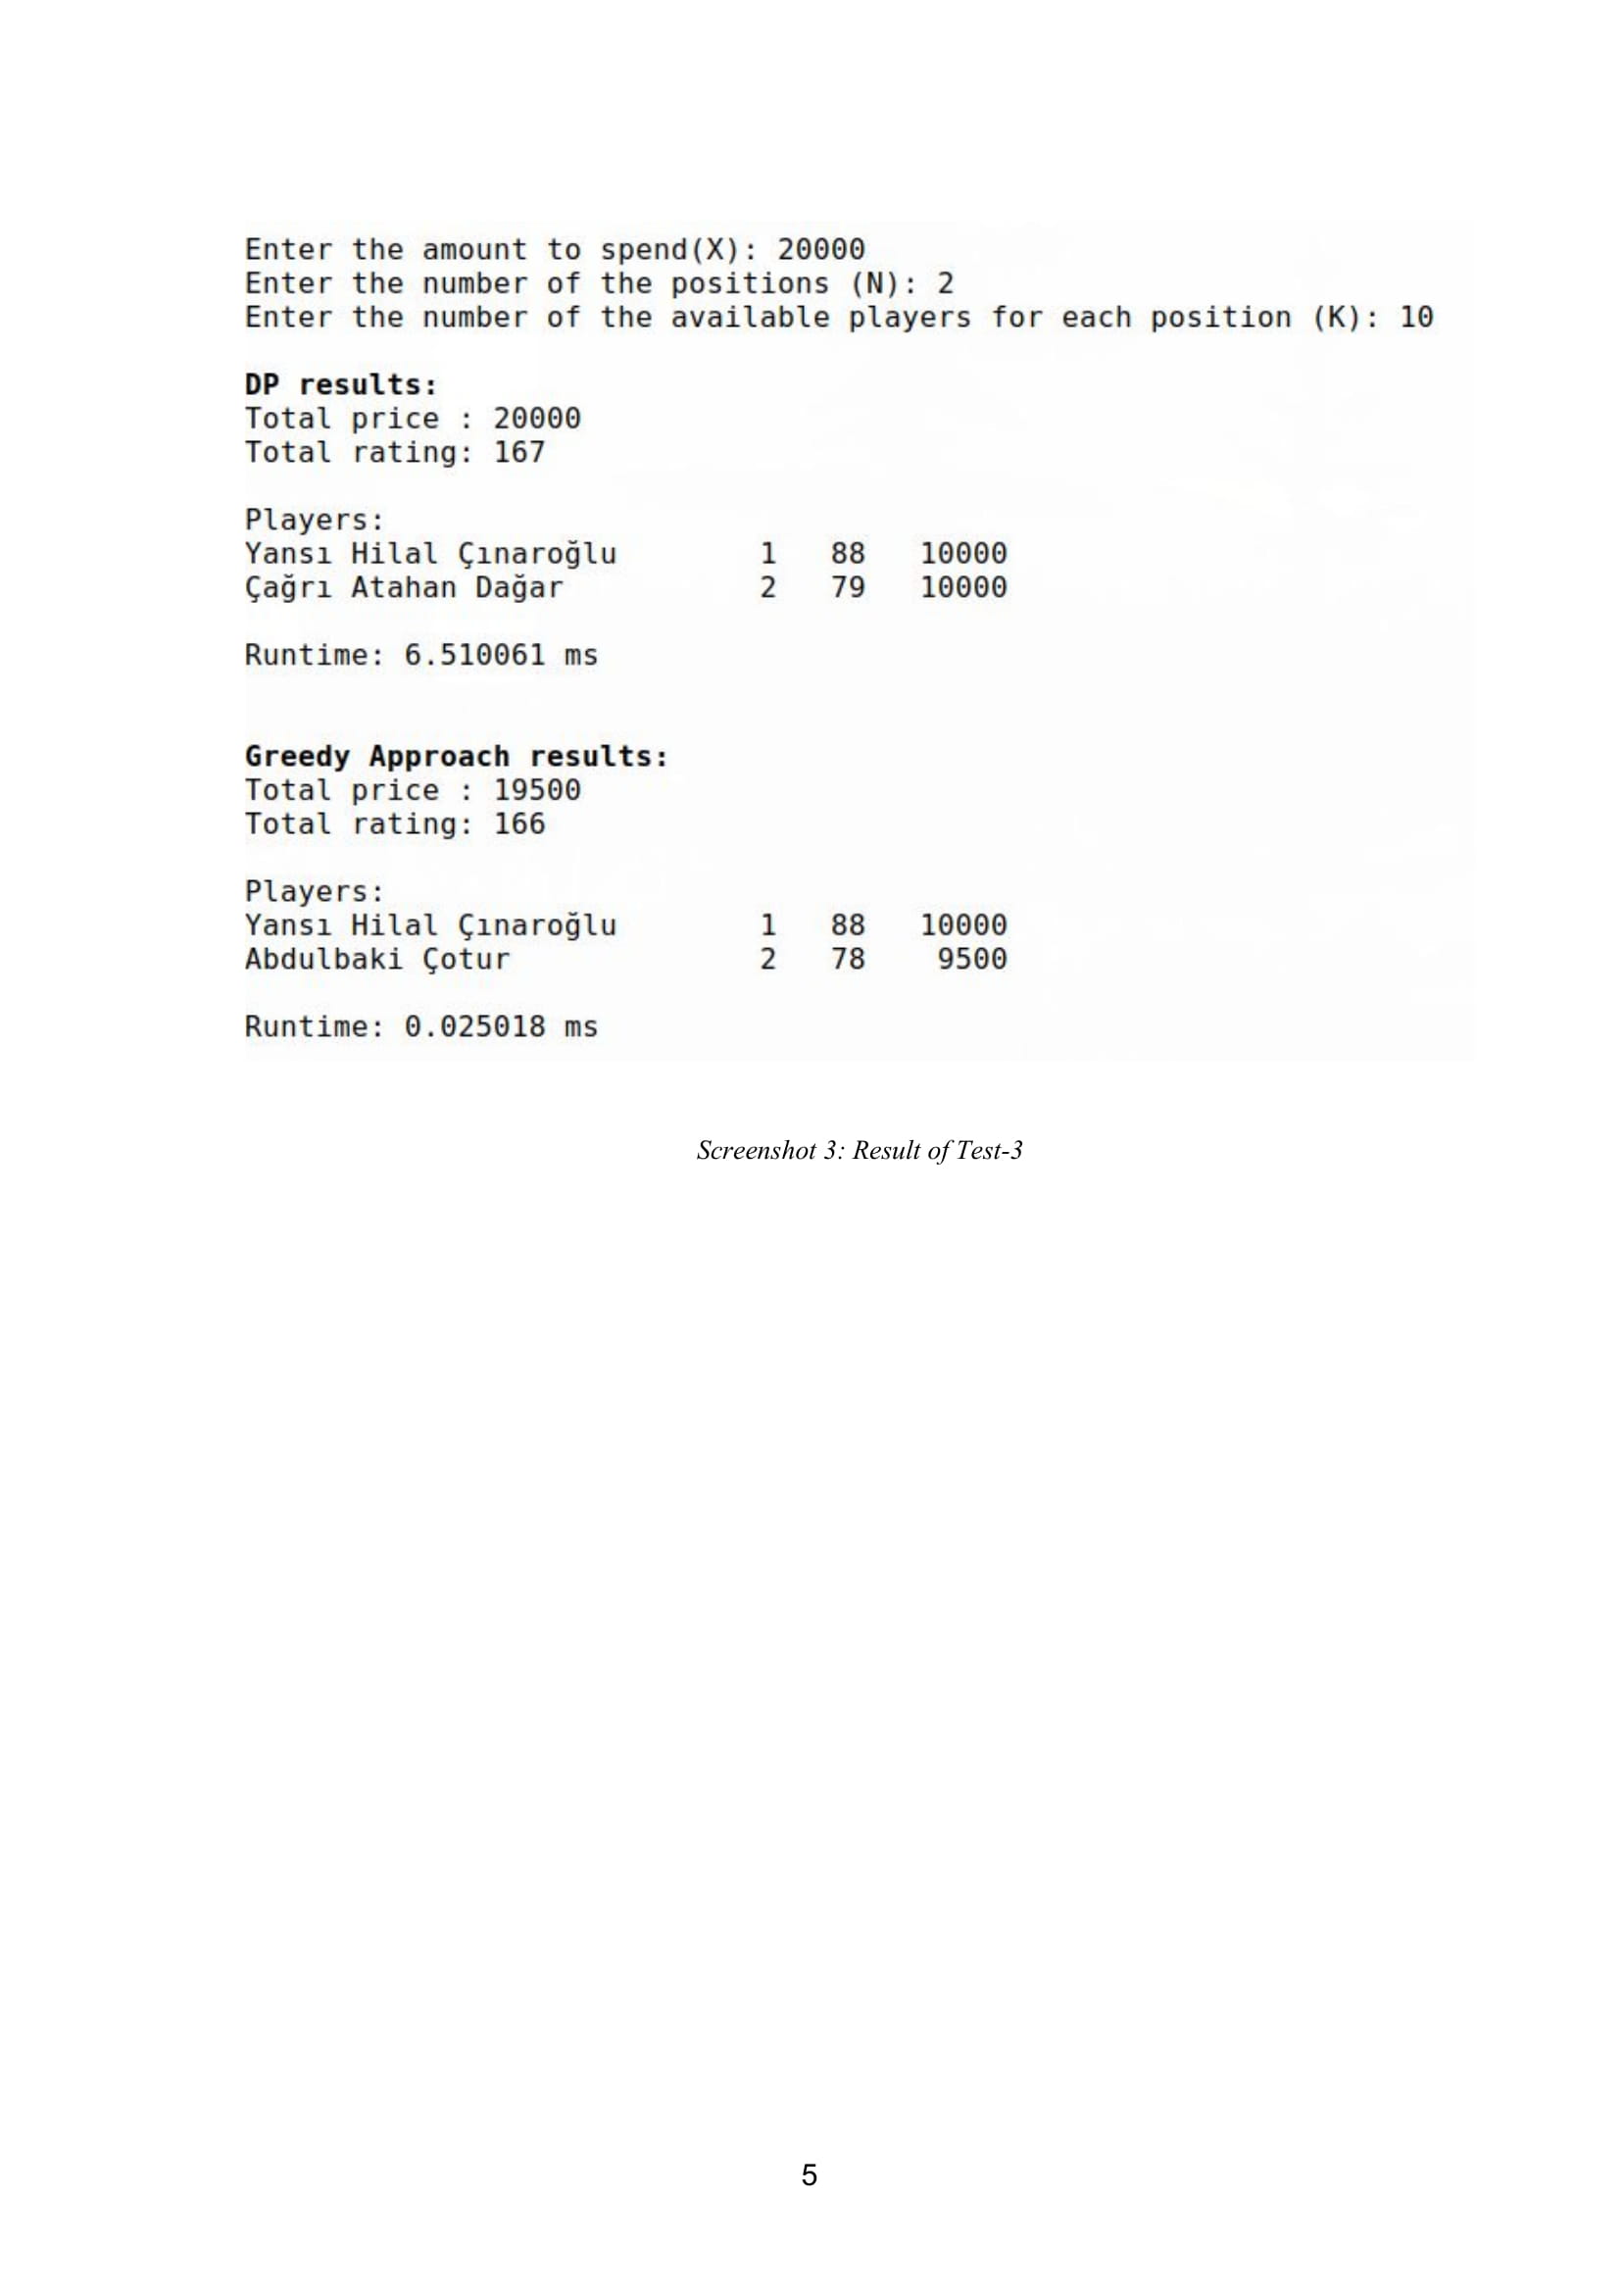 Enter the amount to spend(X): 20000
Enter the number of the positions (N): 2
Enter the number of the available players for each position (K): 10
DP results:
Total price : 20000
Total rating: 167
Players:
Yansı Hilal Çınaroğlu 1 88 10000
Çağrı Atahan Dağar 2 79 10000
Runtime: 6.510061 ms
Greedy Approach results:
Total price : 19500
Total rating: 166
Players:
Yansı Hilal Çınaroğlu 1 88 10000
Abdulbaki Çotur 2 78 9500
Runtime: 0.025018 ms
Screenshot 3: Result of Test-3
5